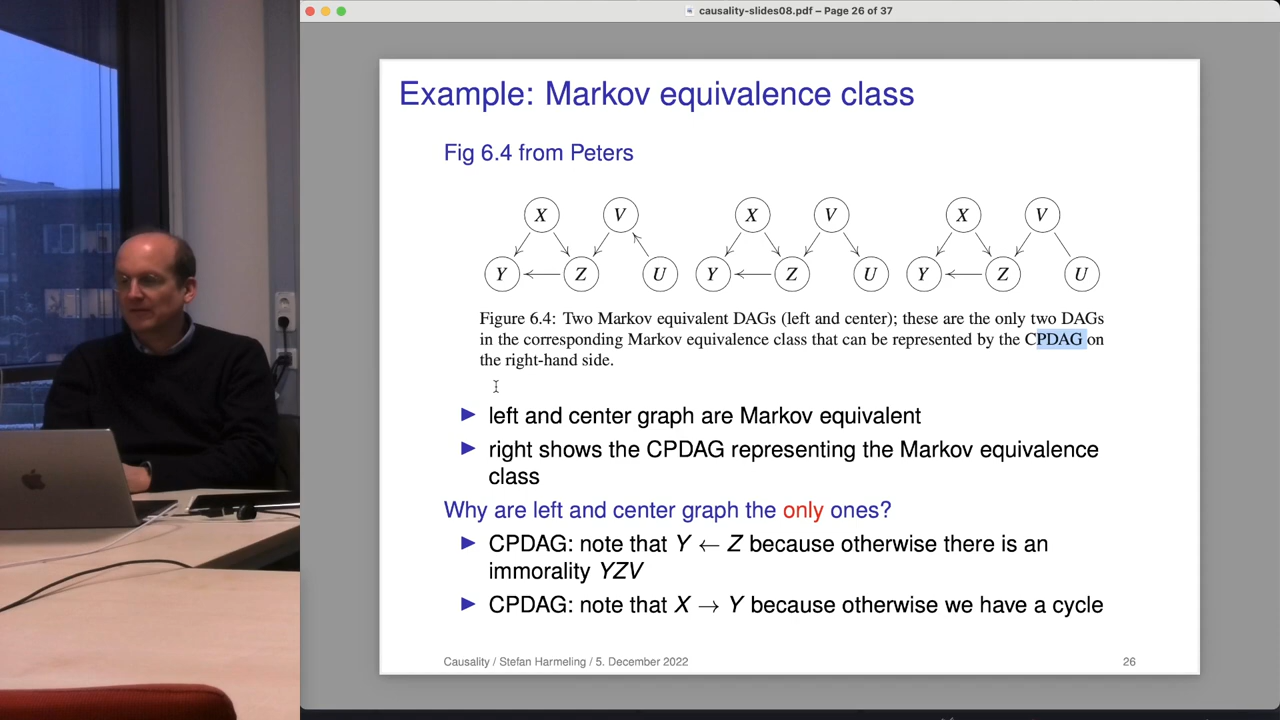 causality-slides08.pdf – Page 26 of 37
Example: Markov equivalence class
Fig 6.4 from Peters
X V X V X V
Y Z U Y Z U Y Z U
Figure 6.4: Two Markov equivalent DAGs (left and center); these are the only two DAGs
in the corresponding Markov equivalence class that can be represented by the CPDAG on
the right-hand side.
left and center graph are Markov equivalent
right shows the CPDAG representing the Markov equivalence
class
Why are left and center graph the only ones?
CPDAG: note that Y ← Z because otherwise there is an
immorality YZV
CPDAG: note that X → Y because otherwise we have a cycle
Causality / Stefan Harmeling / 5. December 2022
26